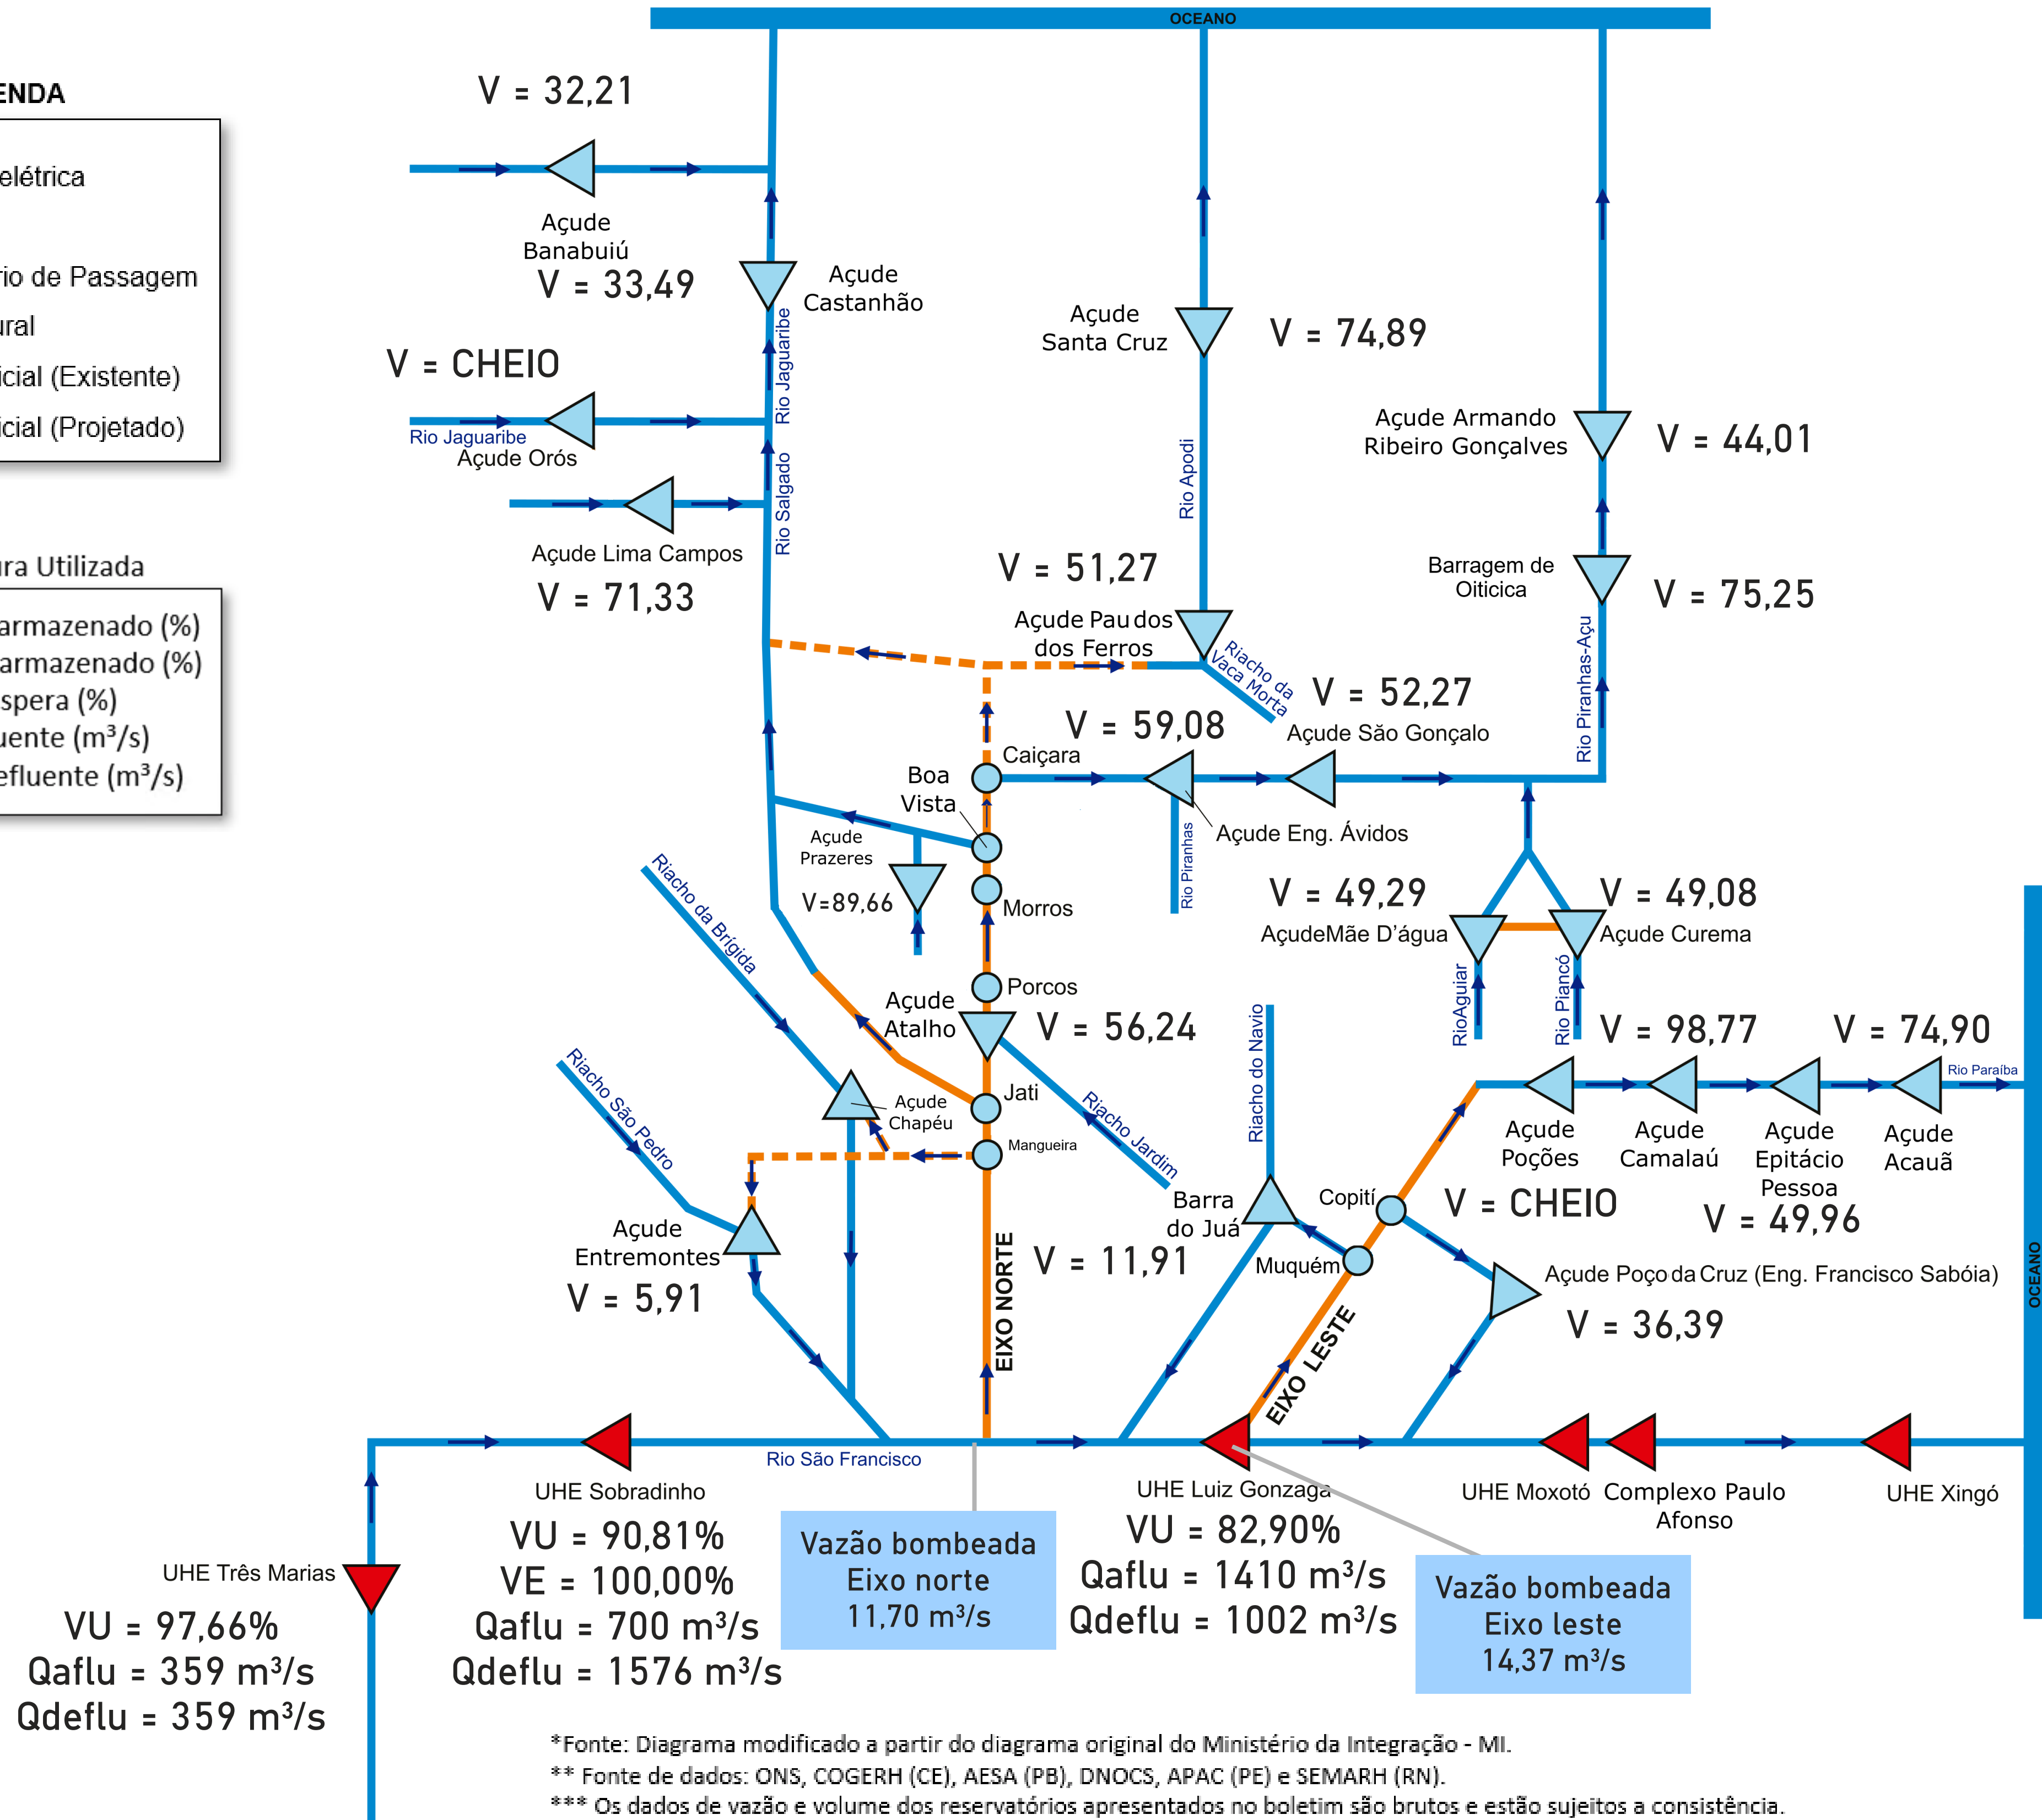 OCEANO
ENDA
elétrica
rio de Passagem
ural
icial (Existente)
icial (Projetado)
ura Utilizada
armazenado (%)
armazenado (%)
spera (%)
uente (m³/s)
efluente (m³/s)
V = 32,21
Açude
Banabuiú
V = 33,49
Açude
Castanhão
Rio Jaguaribe
V = CHEIO
Rio Jaguaribe
Açude Orós
Rio Salgado
Açude Lima Campos
V = 71,33
Açude
Santa Cruz
V = 74,89
Rio Apodi
Açude Armando
Ribeiro Gonçalves
V = 44,01
Barragem de
Oiticica
V = 75,25
Rio Piranhas-Açu
V = 51,27
Açude Pau dos
dos Ferros
Riacho da
Vaca Morta
V = 52,27
Açude São Gonçalo
V = 59,08
Caiçara
Boa
Vista
Açude Eng. Ávidos
Rio Piranhas
Açude
Prazeres
V=89,66
Morros
Riacho da Brígida
V = 49,29
AçudeMãe D'água
V = 49,08
Açude Curema
RioAguiar
Rio Piancó
Porcos
Açude
Atalho
V = 56,24
Riacho do Navio
V = 98,77
V = 74,90
Rio Paraíba
Riacho São Pedro
Açude
Chapéu
Jati
Mangueira
Riacho Jardim
Açude
Poções
Açude
Camalaú
Açude
Epitácio
Pessoa
Açude
Acauã
V = CHEIO
V = 49,96
Barra
do Juá
Copití
Muquém
V = 11,91
Açude
Entremontes
V = 5,91
EIXO NORTE
EIXO LESTE
Açude Poço da Cruz (Eng. Francisco Sabóia)
V = 36,39
OCEANO
Rio São Francisco
UHE Sobradinho
VU = 90,81%
VE = 100,00%
Qaflu = 700 m³/s
Qdeflu = 1576 m³/s
Vazão bombeada
Eixo norte
11,70 m³/s
UHE Luiz Gonzaga
VU = 82,90%
Qaflu = 1410 m³/s
Qdeflu = 1002 m³/s
Vazão bombeada
Eixo leste
14,37 m³/s
UHE Moxotó
Complexo Paulo
Afonso
UHE Xingó
UHE Três Marias
VU = 97,66%
Qaflu = 359 m³/s
Qdeflu = 359 m³/s
*Fonte: Diagrama modificado a partir do diagrama original do Ministério da Integração - MI.
** Fonte de dados: ONS, COGERH (CE), AESA (PB), DNOCS, APAC (PE) e SEMARH (RN).
*** Os dados de vazão e volume dos reservatórios apresentados no boletim são brutos e estão sujeitos a consistência.